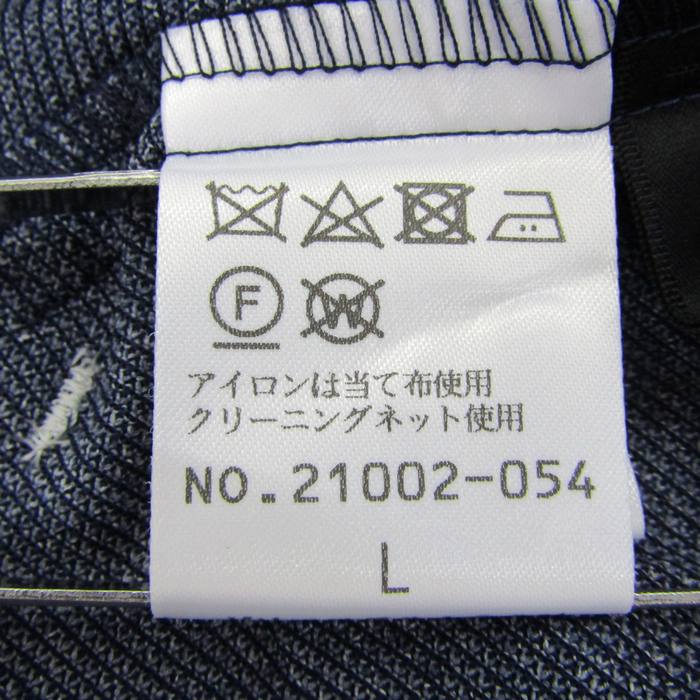 F W
アイロンは当て布使用
クリーニングネット使用
NO.21002-054
L